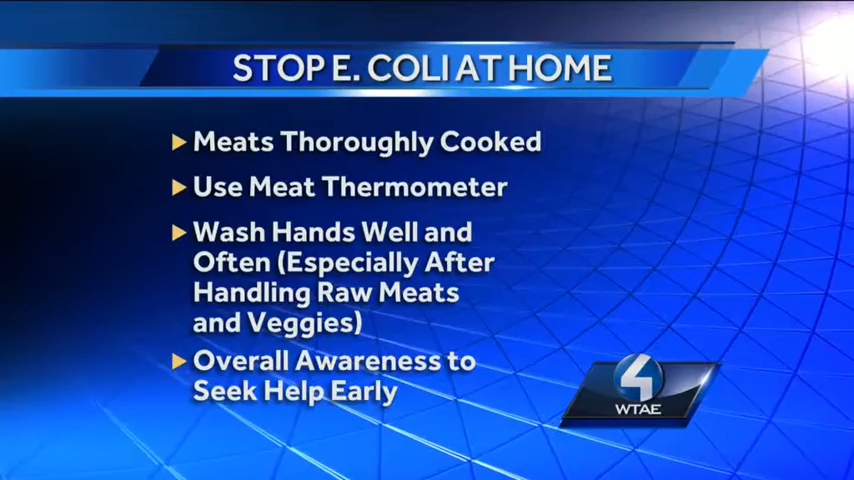 STOP E. COLI AT HOME
Meats Thoroughly Cooked
Use Meat Thermometer
Wash Hands Well and
Often (Especially After
Handling Raw Meats
and Veggies)
Overall Awareness to
Seek Help Early
4
WTAE